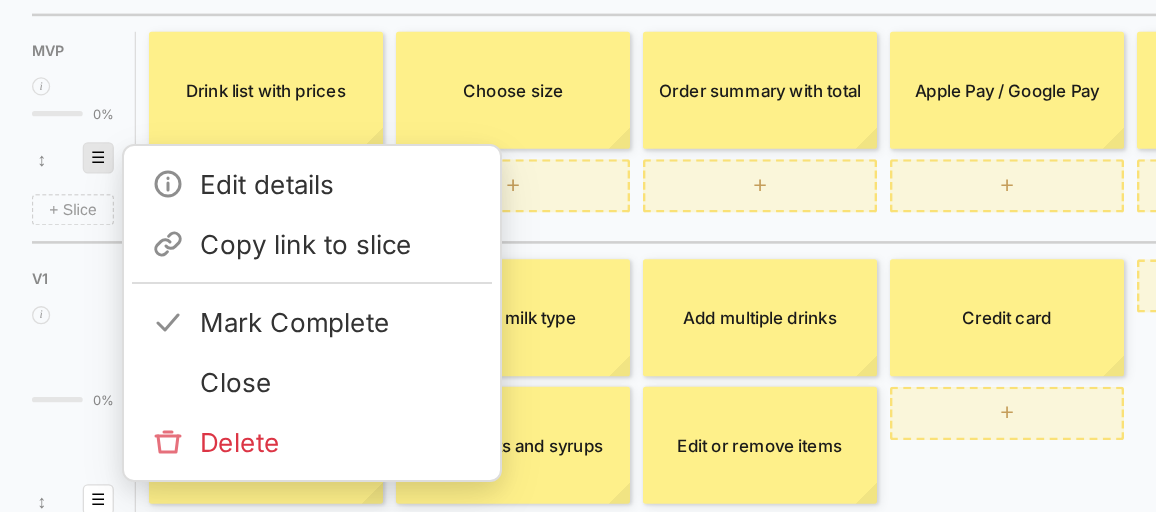 MVP
i
0%
↕
☰
+ Slice
Drink list with prices
Choose size
Order summary with total
Apple Pay / Google Pay
+
+
+
Edit details
Copy link to slice
Mark Complete
Close
Delete
V1
i
0%
↕
☰
milk type
Add multiple drinks
Credit card
and syrups
Edit or remove items
+